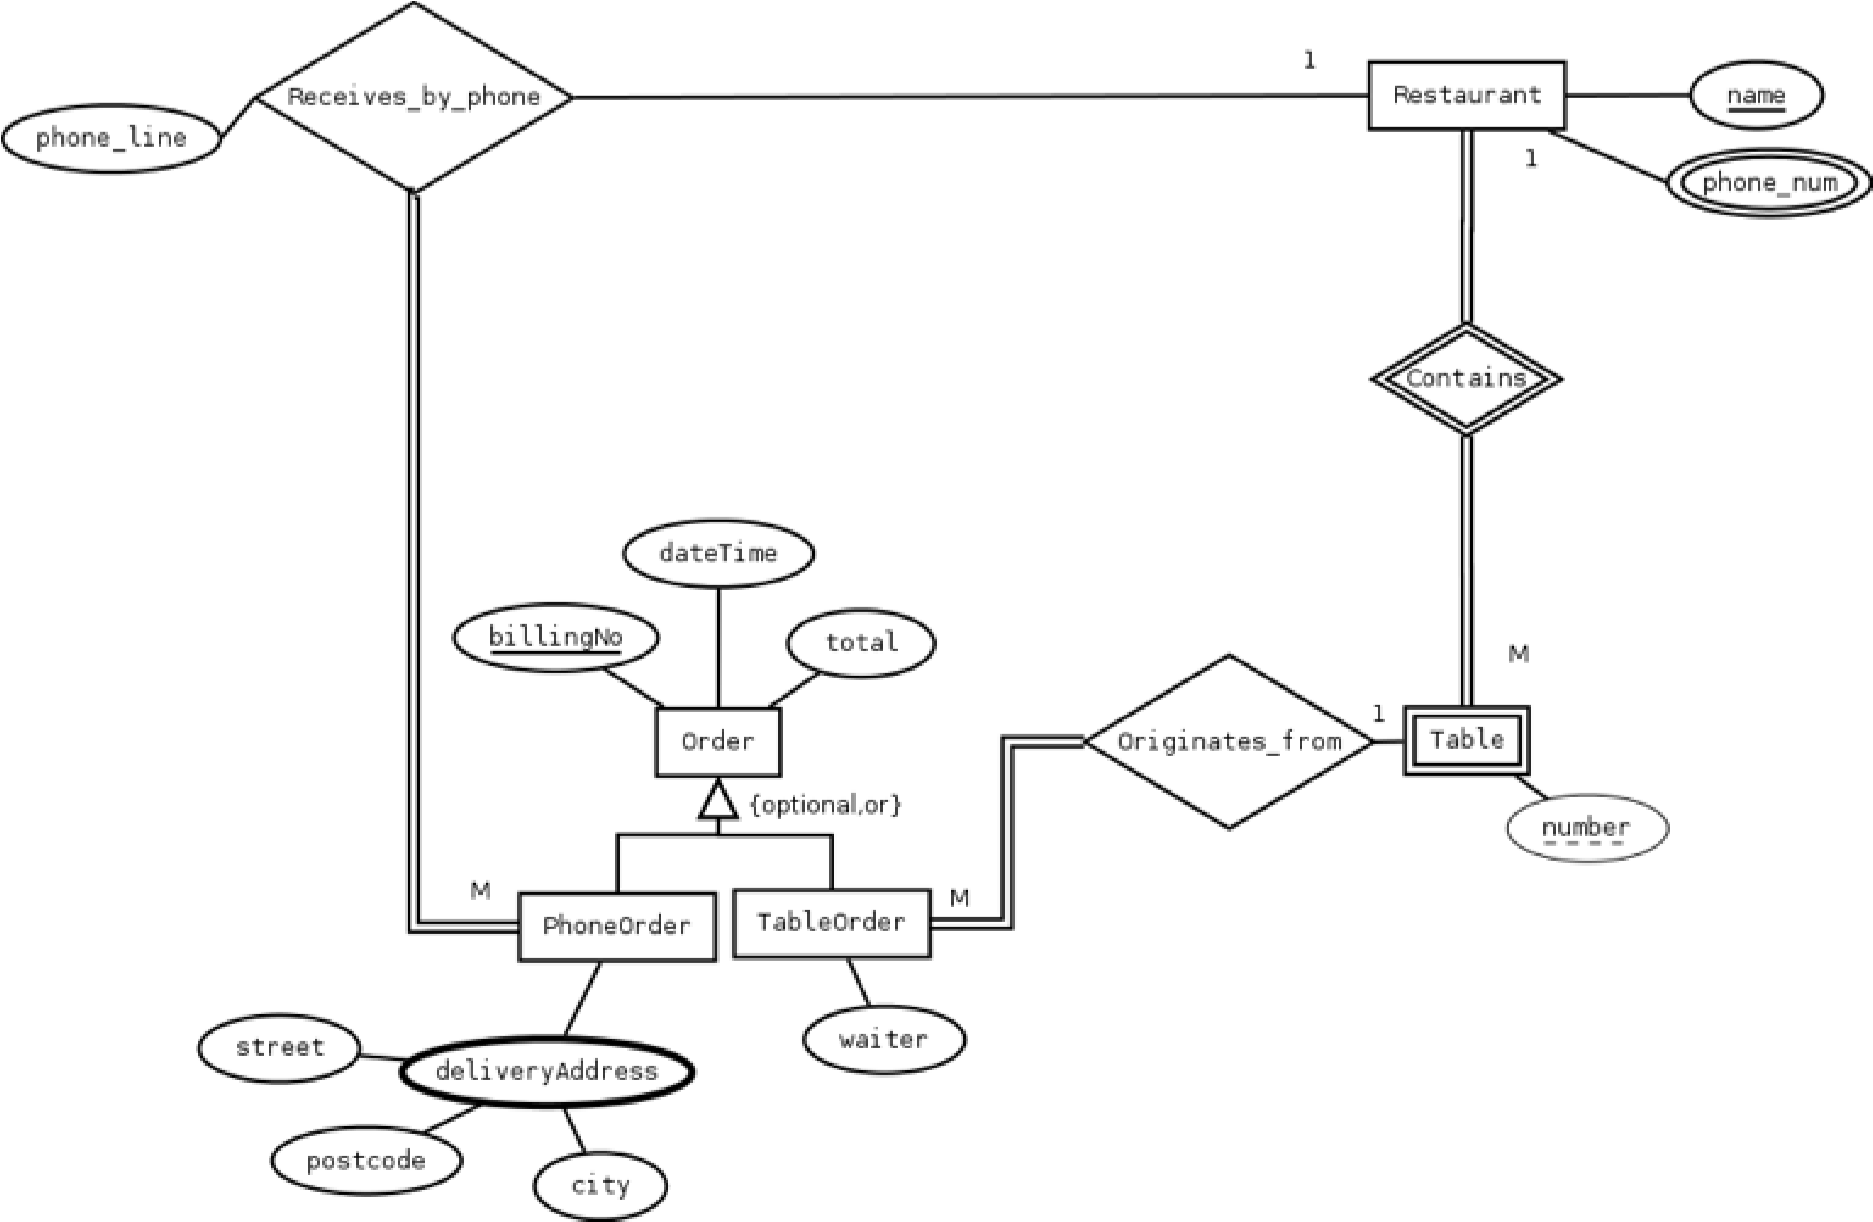 1
Receives_by_phone
Restaurant
name
phone_line
1
phone_num
Contains
dateTime
billingNo
total
M
1
Order
Originates_from
Table
{optional,or}
number
M
M
PhoneOrder
TableOrder
street
waiter
deliveryAddress
postcode
city